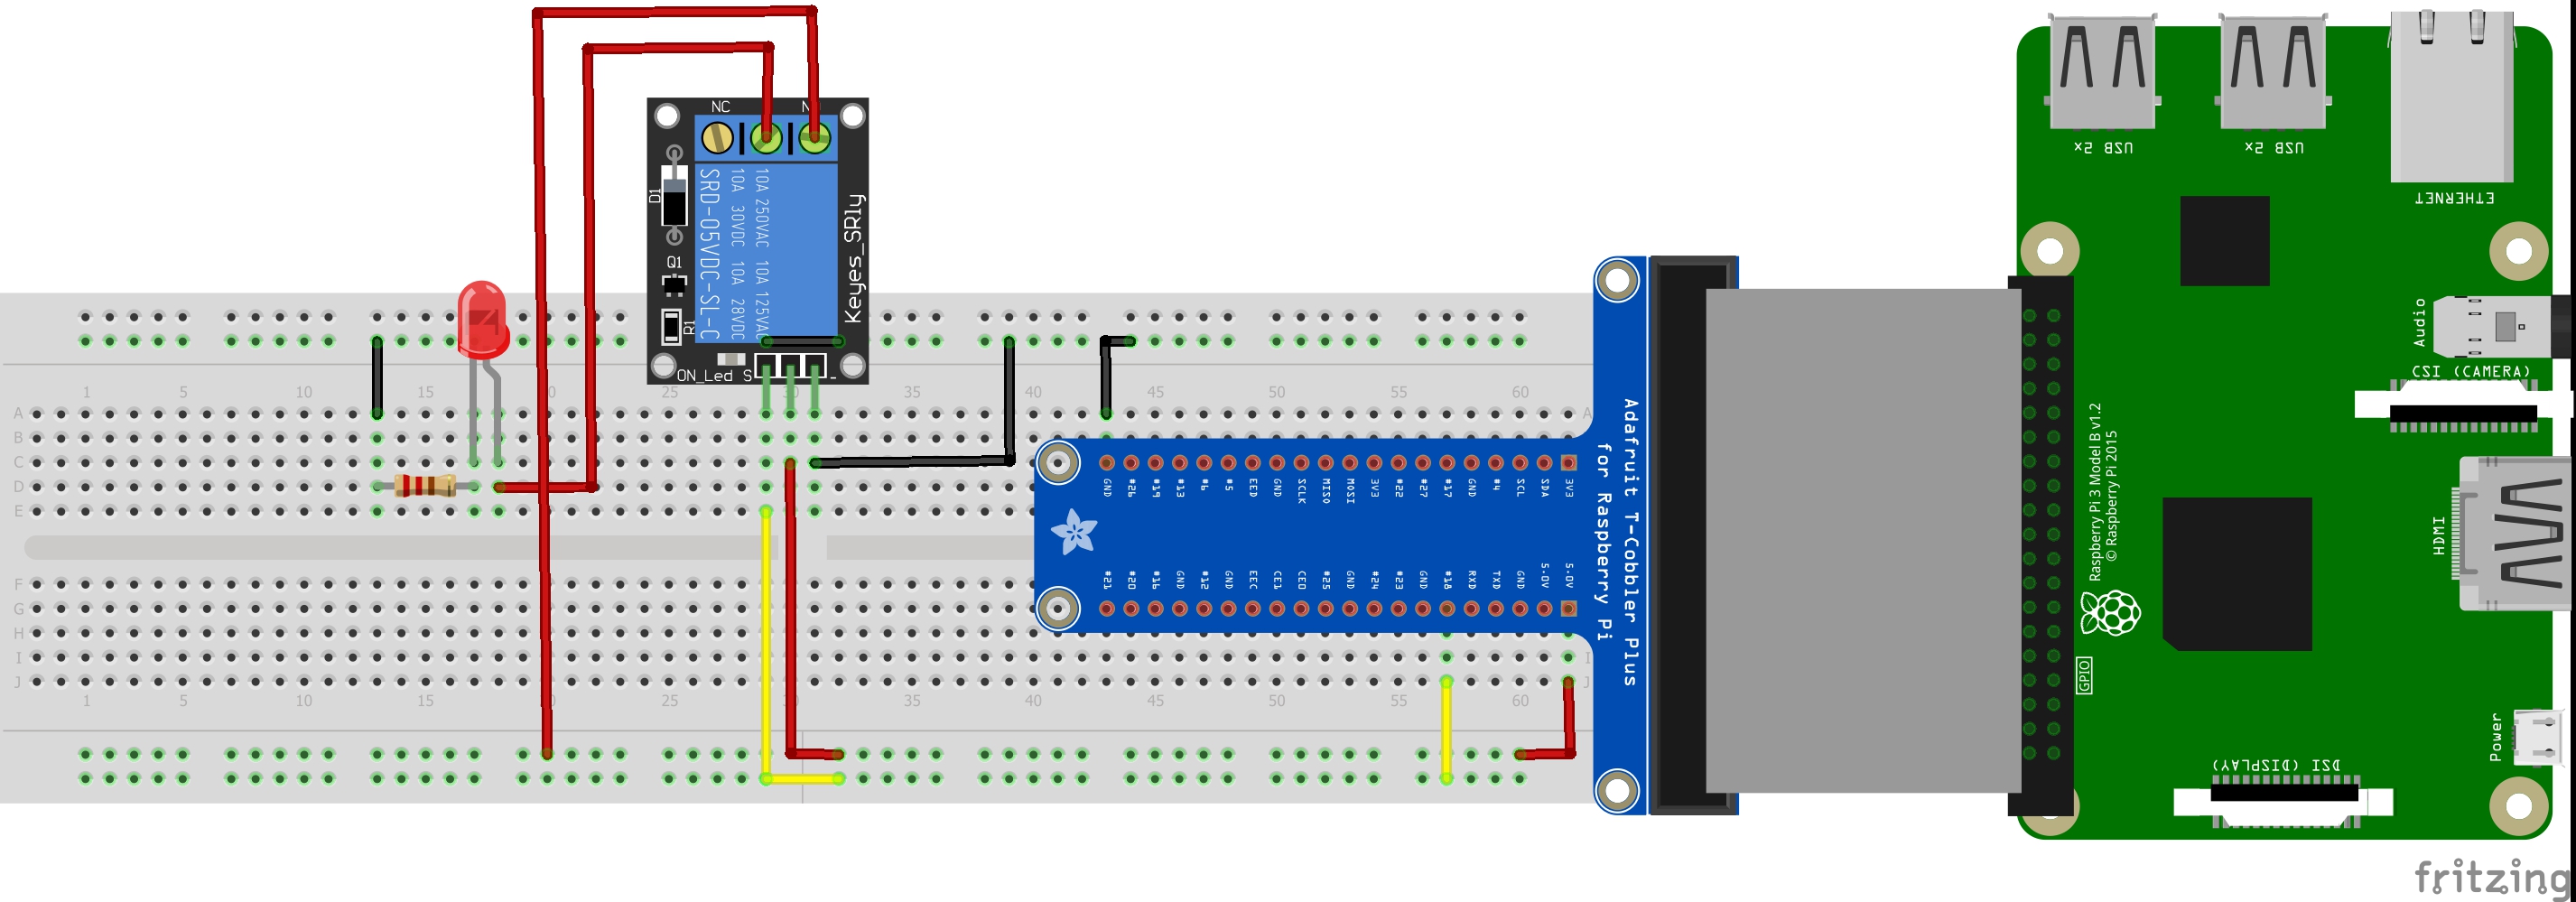 NC
N
D1
Q1
R1
SRD-05VDC-SL-C
10A 30VDC 10A 28VDC
10A 250VAC 10A 125VAC
Keyes_SRly
ON_Led S
-
1 5 10 15 20 25 30 35 40 45 50 55 60
A
B
C
D
E
F
G
H
I
J
1 5 10 15 25 30 35 40 45 50 55 60
A
I
J
GND #26 #19 #13 #6 #5 EED GND SCLK MISO MOSI 3V3 #22 #27 #17 GND #4 SCL SDA 3V3
#21 #20 #16 GND #12 GND EEC CE1 CE0 #25 GND #24 #23 GND #18 RXD TXD GND 5.0V 5.0V
Adafruit T-Cobbler Plus
for Raspberry Pi
USB 2x
USB 2x
ETHERNET
Audio
CSI (CAMERA)
Raspberry Pi 3 Model B v1.2
© Raspberry Pi 2015
HDMI
GPIO
Power
DSI (DISPLAY)
fritzing